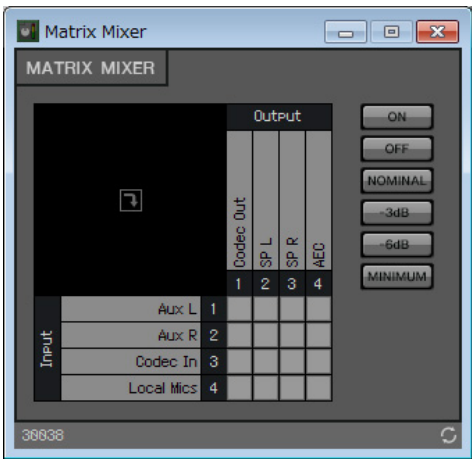 Matrix Mixer
MATRIX MIXER
Output
Codec Out
SP L
SP R
AEC
1 2 3 4
Input
Aux L 1
Aux R 2
Codec In 3
Local Mics 4
ON
OFF
NOMINAL
-3dB
-6dB
MINIMUM
30038